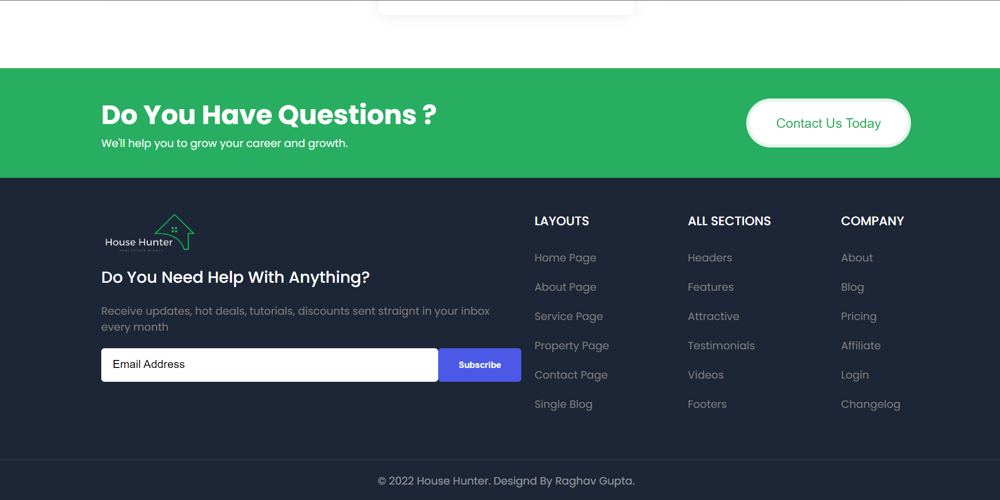 Do You Have Questions ?
We'll help you to grow your career and growth.
Contact Us Today
House Hunter
REAL ESTATE AGENCY
Do You Need Help With Anything?
Receive updates, hot deals, tutorials, discounts sent straignt in your inbox
every month
Email Address
Subscribe
LAYOUTS
Home Page
About Page
Service Page
Property Page
Contact Page
Single Blog
ALL SECTIONS
Headers
Features
Attractive
Testimonials
Videos
Footers
COMPANY
About
Blog
Pricing
Affiliate
Login
Changelog
© 2022 House Hunter. Designd By Raghav Gupta.